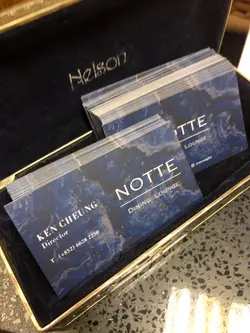 Nelson
NOTTE
LOUNGE
NOTTE
DINING LOUNGE
KEN CHEUNG
Director